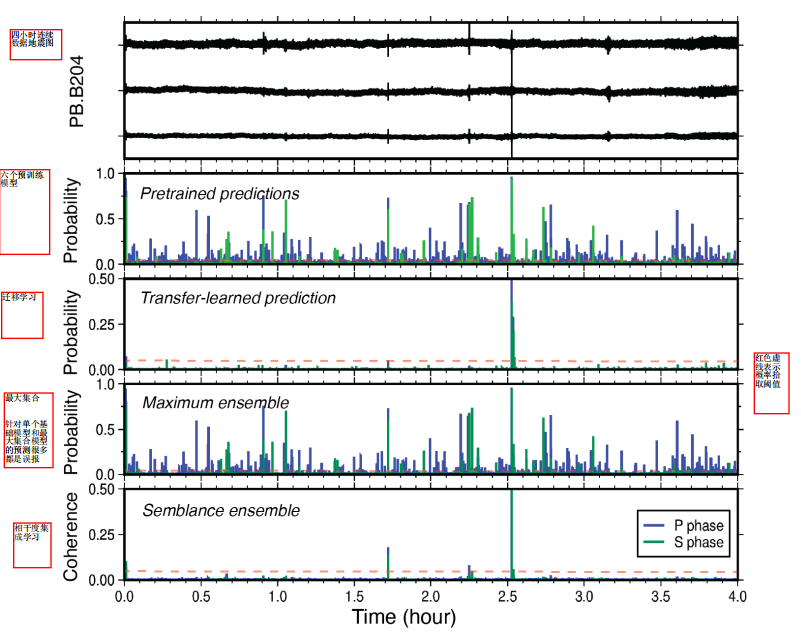 四小时连续
数据地震图
PB.B204
六个预训练
模型
Probability
1.0
0.5
0.0
Pretrained predictions
迁移学习
Probability
0.50
0.25
0.00
Transfer-learned prediction
红色虚
线表示
概率拾
取阈值
最大集合
针对单个基
础模型和最
大集合模型
的预测很多
都是误报
Probability
1.0
0.5
0.0
Maximum ensemble
相干度集
成学习
Coherence
0.50
0.25
0.00
Semblance ensemble
P phase
S phase
0.0 0.5 1.0 1.5 2.0 2.5 3.0 3.5 4.0
Time (hour)